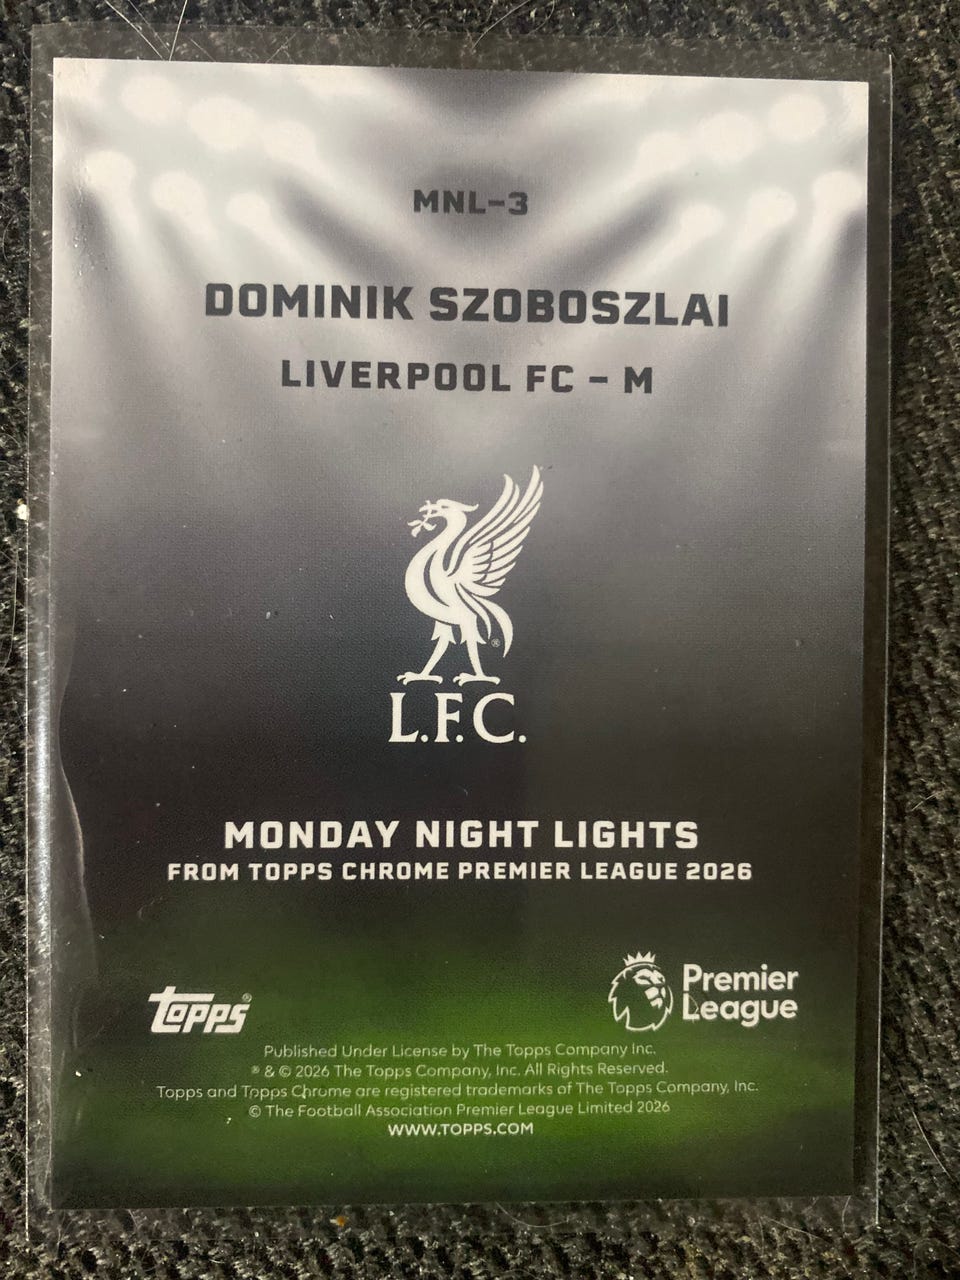 MNL-3
DOMINIK SZOBOSZLAI
LIVERPOOL FC - M
®
L.F.C.
MONDAY NIGHT LIGHTS
FROM TOPPS CHROME PREMIER LEAGUE 2026
topps®
Premier
League
Published Under License by The Topps Company Inc.
® & © 2026 The Topps Company, Inc. All Rights Reserved.
Topps and Topps Chrome are registered trademarks of The Topps Company, Inc.
© The Football Association Premier League Limited 2026
WWW.TOPPS.COM